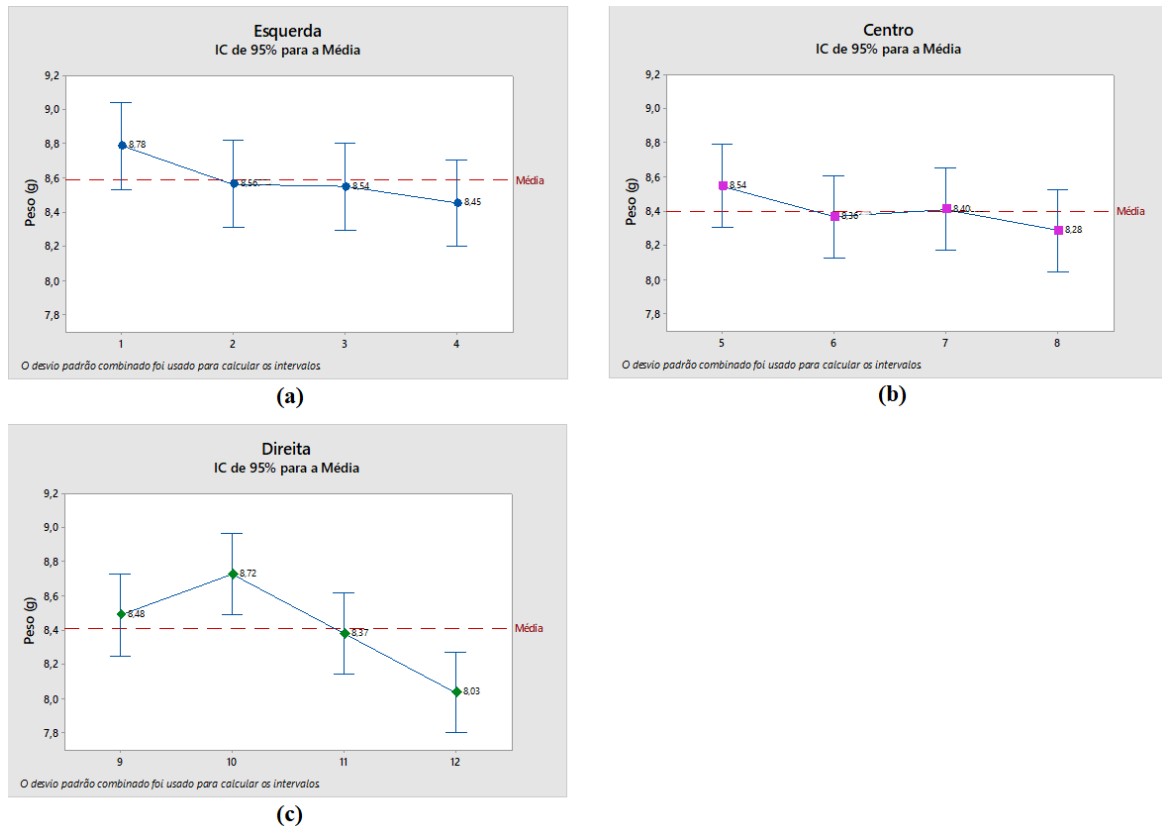 Esquerda
IC de 95% para a Média
Peso (g)
9,2
9,0
8,8
8,6
8,4
8,2
8,0
7,8
8,78
8,56
8,54
8,45
Média
1 2 3 4
O desvio padrão combinado foi usado para calcular os intervalos.
(a)
Centro
IC de 95% para a Média
Peso (g)
9,2
9,0
8,8
8,6
8,4
8,2
8,0
7,8
8,54
8,36
8,40
8,28
Média
5 6 7 8
O desvio padrão combinado foi usado para calcular os intervalos.
(b)
Direita
IC de 95% para a Média
Peso (g)
9,2
9,0
8,8
8,6
8,4
8,2
8,0
7,8
8,48
8,72
8,37
8,03
Média
9 10 11 12
O desvio padrão combinado foi usado para calcular os intervalos.
(c)